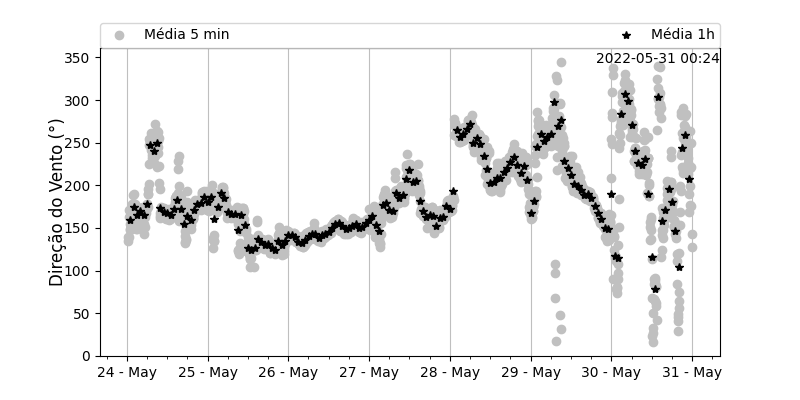 Média 5 min
Média 1h
2022-05-31 00:24
Direção do Vento (°)
350
300
250
200
150
100
50
0
24 - May
25 - May
26 - May
27 - May
28 - May
29 - May
30 - May
31 - May